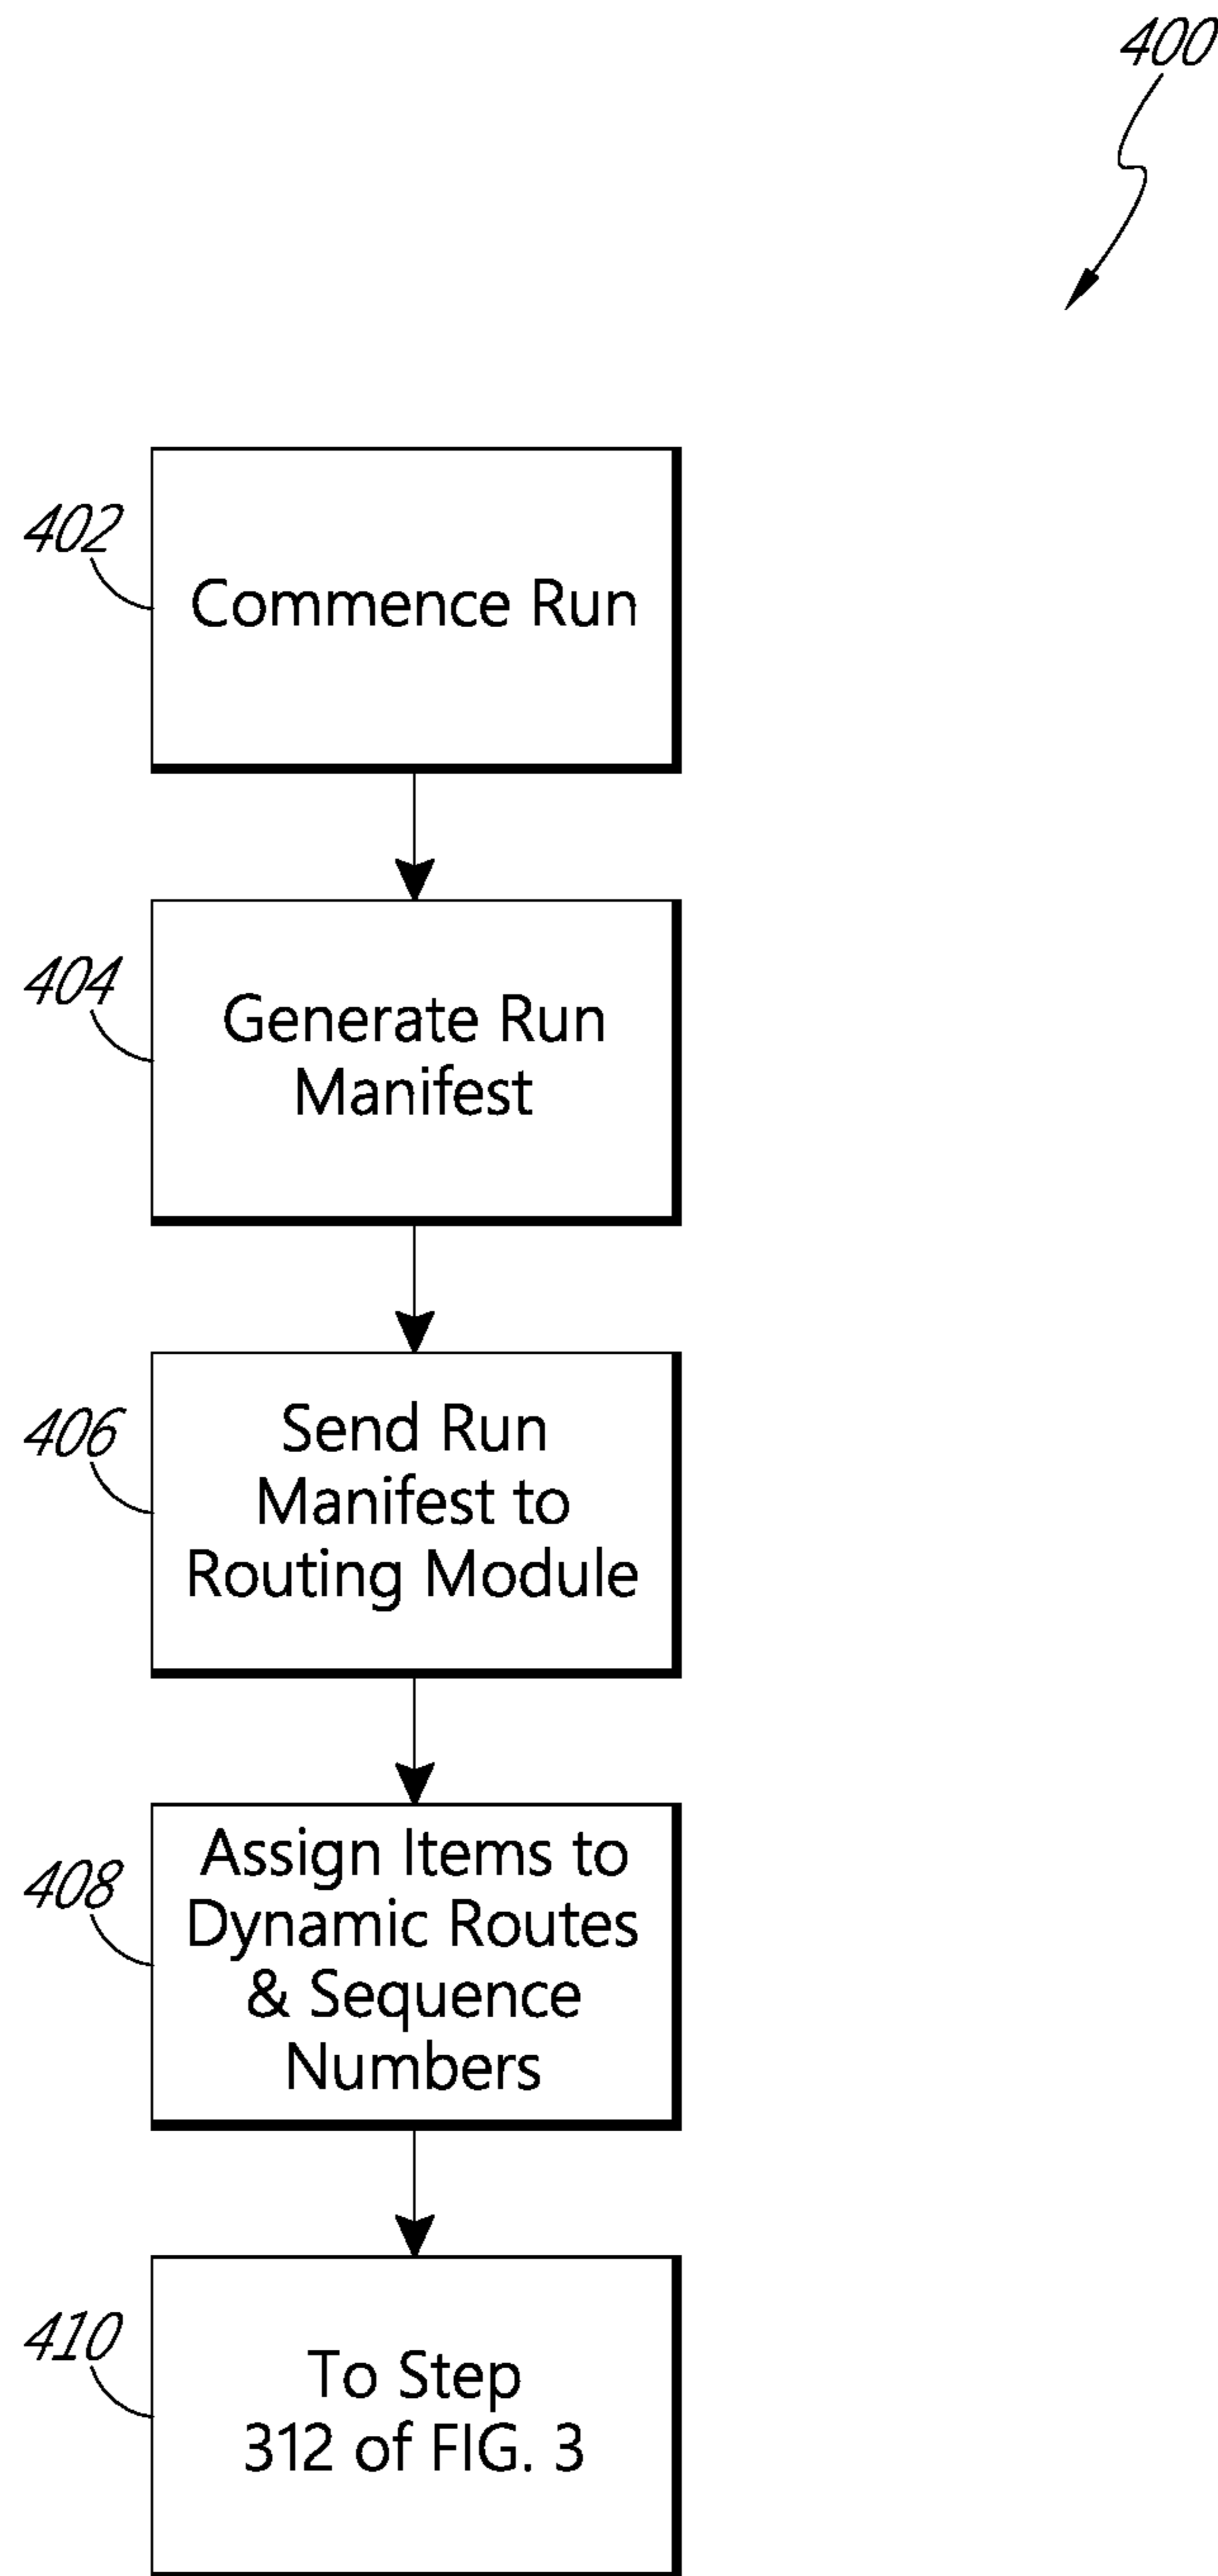 400
402
Commence Run
404
Generate Run
Manifest
406
Send Run
Manifest to
Routing Module
408
Assign Items to
Dynamic Routes
& Sequence
Numbers
410
To Step
312 of FIG. 3